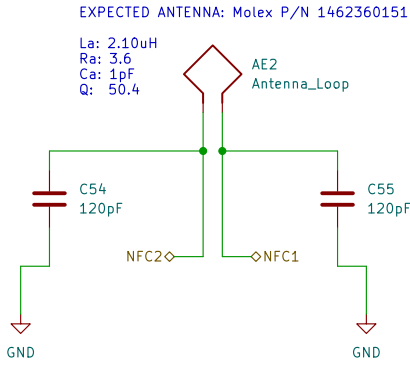 EXPECTED ANTENNA: Molex P/N 1462360151
La: 2.10uH
Ra: 3.6
Ca: 1pF
Q: 50.4
AE2
Antenna_Loop
C54
120pF
C55
120pF
NFC2
NFC1
GND
GND